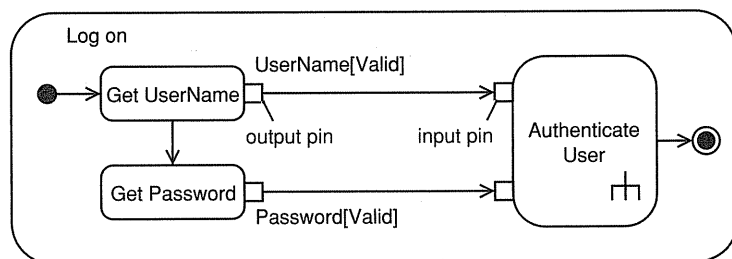 Log on
UserName[Valid]
Get UserName
output pin
input pin
Authenticate
User
Get Password
Password[Valid]